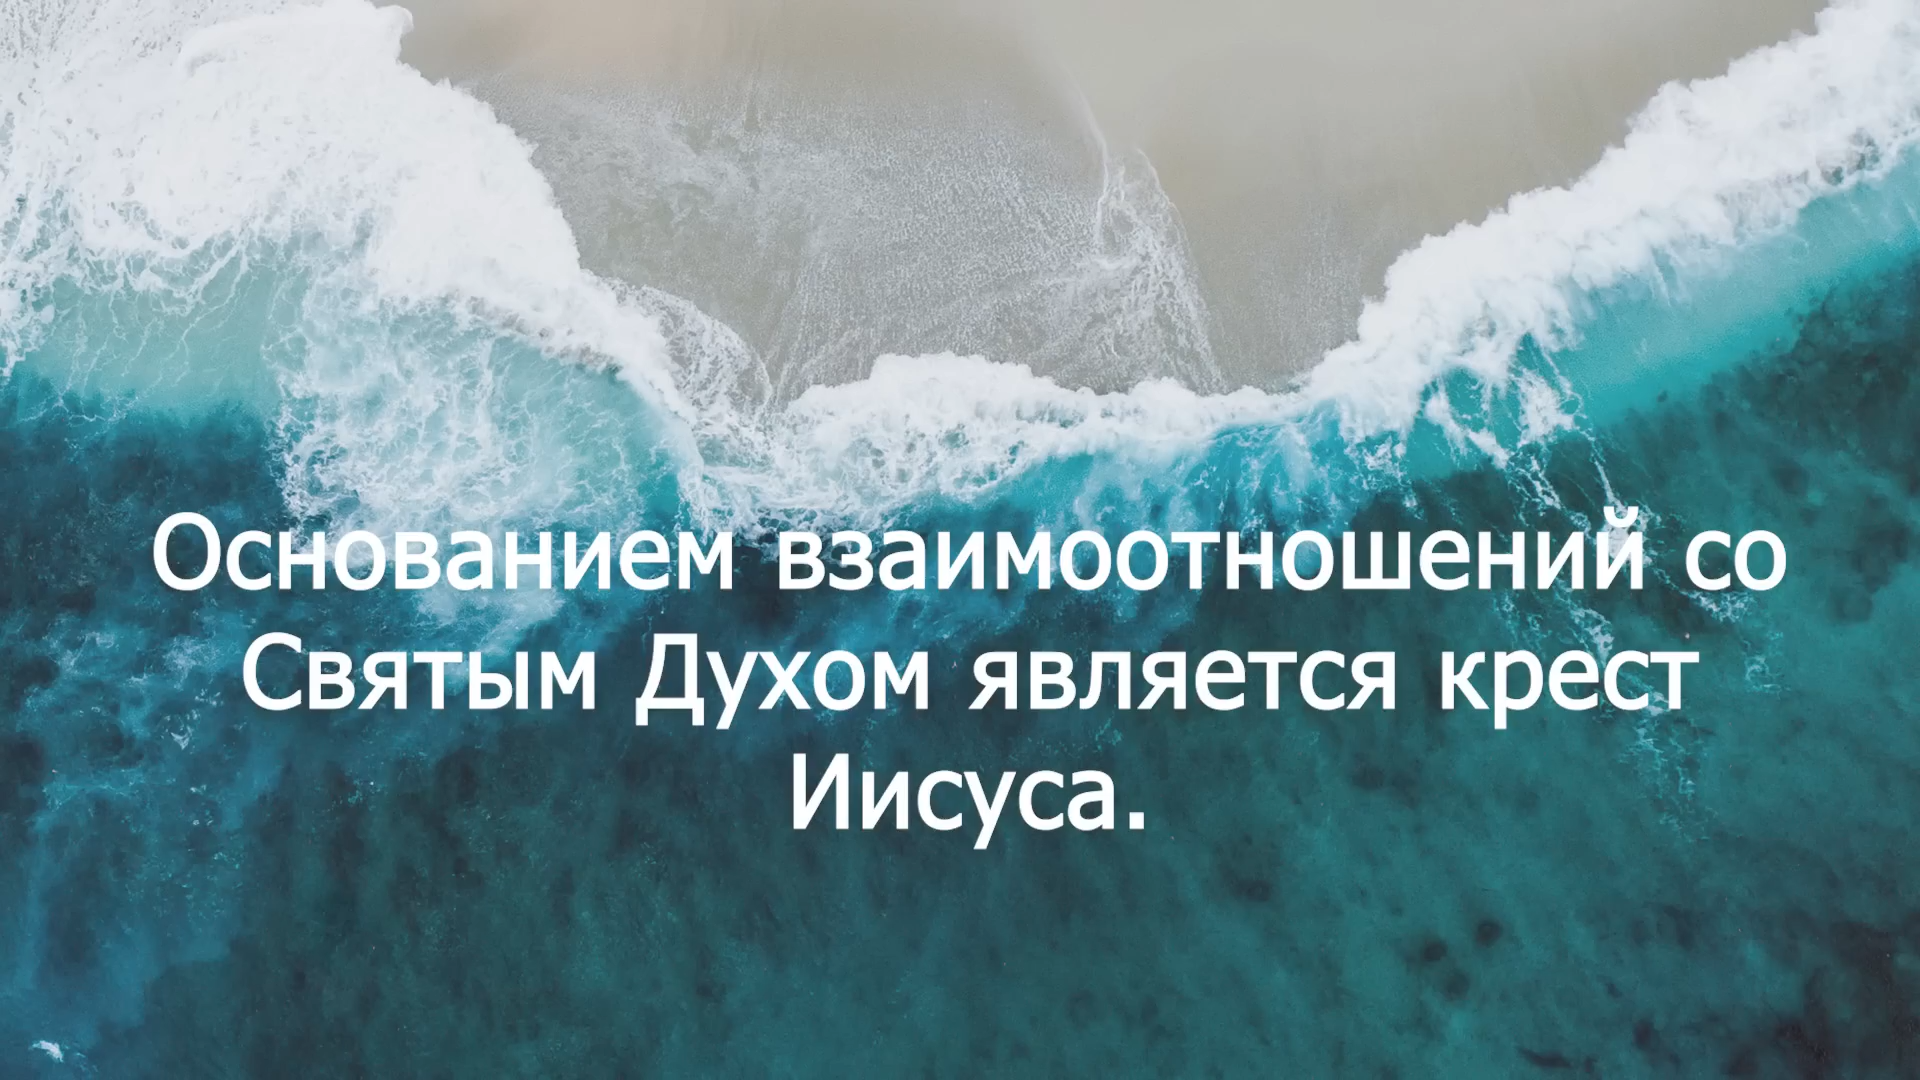 Основанием взаимоотношений со
Святым Духом является крест
Иисуса.